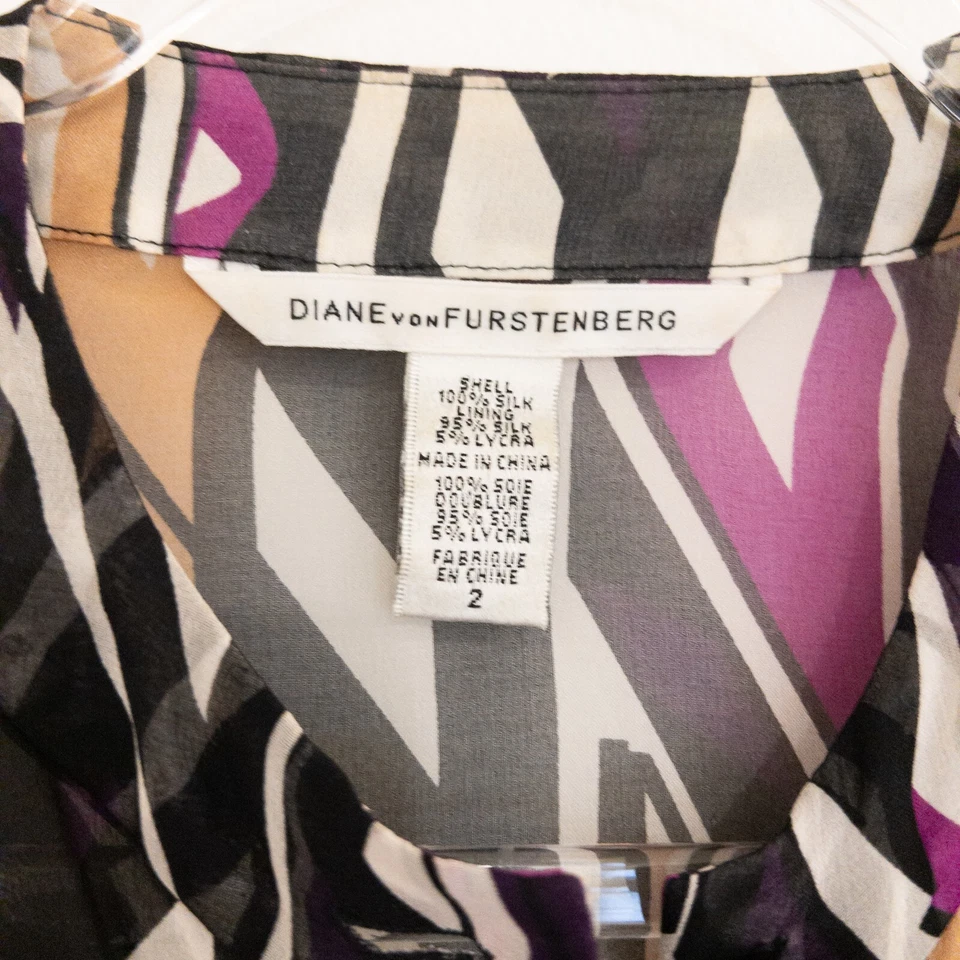 DIANE VON FURSTENBERG
SHELL
100% SILK
LINING
95% SILK
5% LYCRA
MADE IN CHINA
100% SOIE
DOUBLURE
95% SOIE
5% LYCRA
FABRIQUE
EN CHINE
2